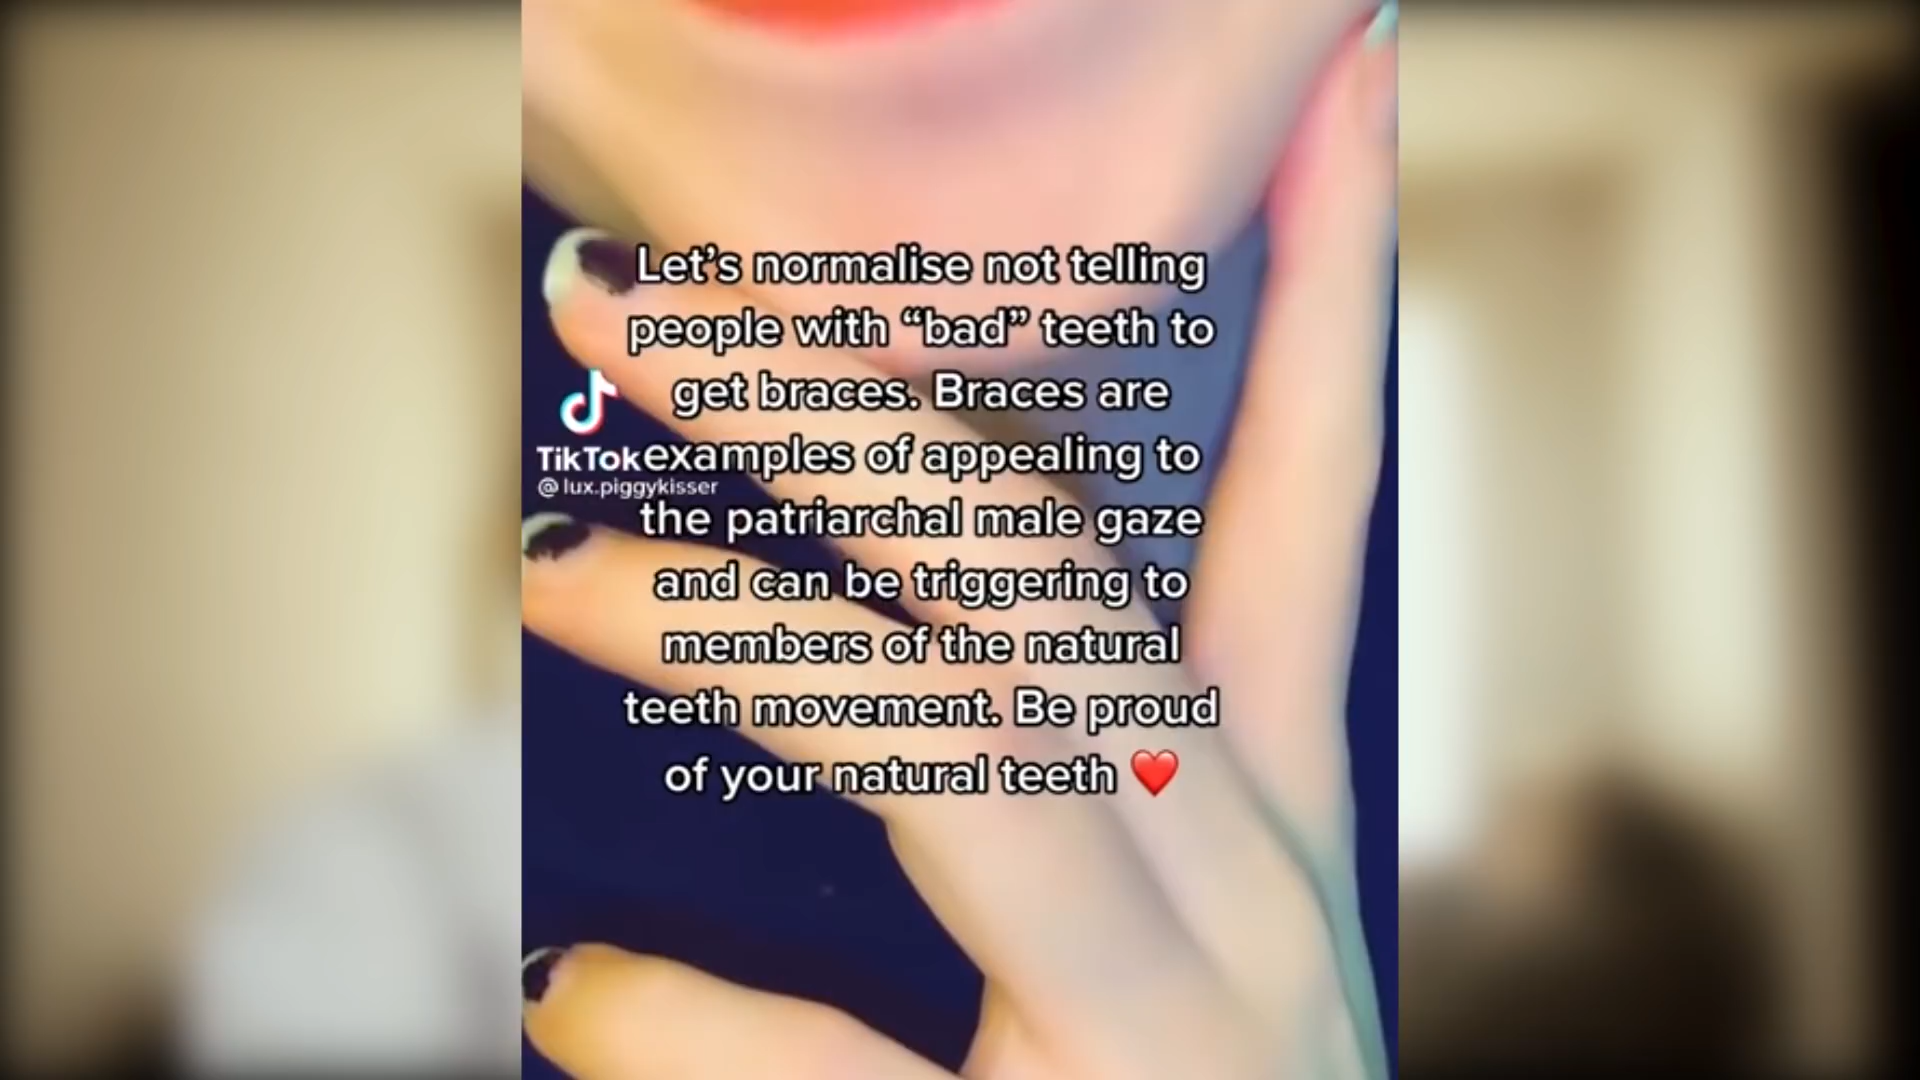 Let's normalise not telling
people with “bad” teeth to
get braces. Braces are
examples of appealing to
the patriarchal male gaze
and can be triggering to
members of the natural
teeth movement. Be proud
of your natural teeth ❤️
TikTok
@lux.piggykisser